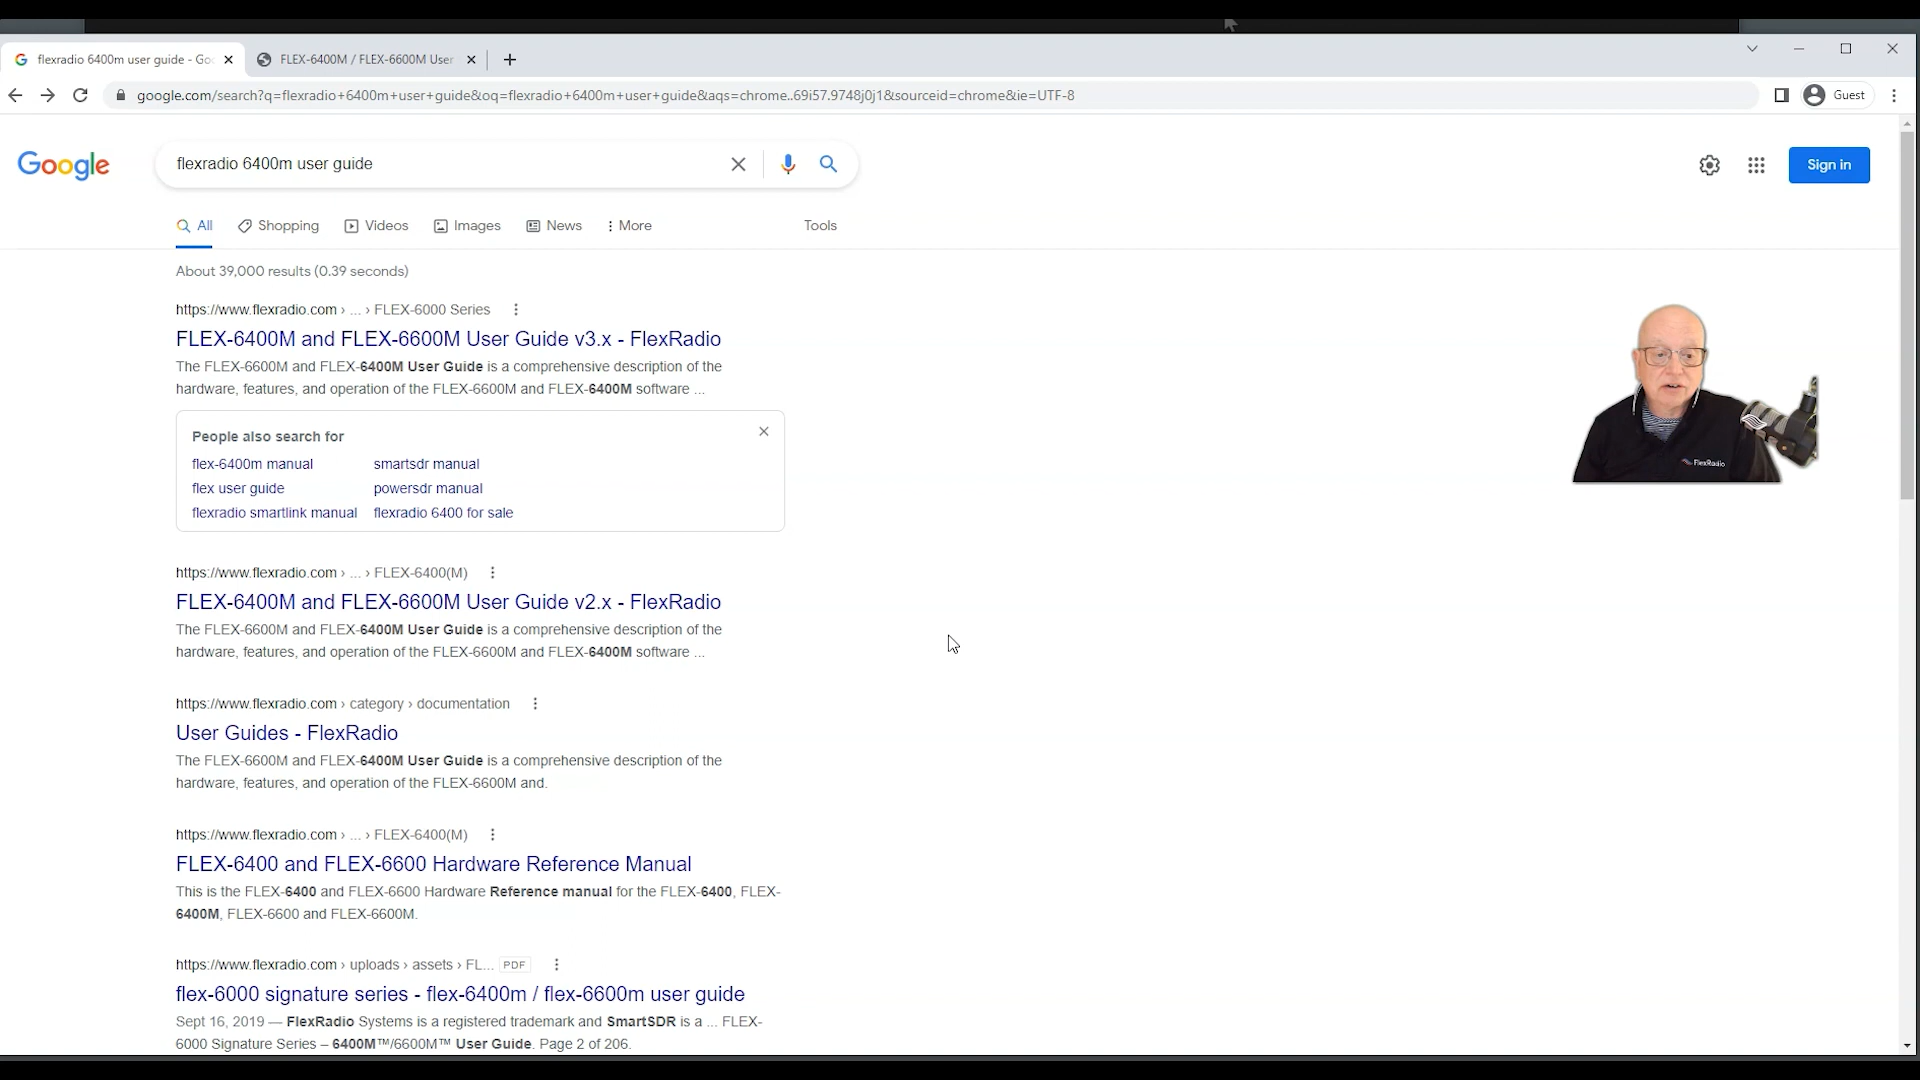 flexradio 6400m user guide - Goo
FLEX-6400M / FLEX-6600M User
google.com/search?q=flexradio+6400m+user+guide&oq=flexradio+6400m+user+guide&aqs=chrome..69i57.9748j0j1&sourceid=chrome&ie=UTF-8
Guest
Google
flexradio 6400m user guide
Sign in
All
Shopping
Videos
Images
News
More
Tools
About 39,000 results (0.39 seconds)
https://www.flexradio.com › ... › FLEX-6000 Series
FLEX-6400M and FLEX-6600M User Guide v3.x - FlexRadio
The FLEX-6600M and FLEX-6400M User Guide is a comprehensive description of the
hardware, features, and operation of the FLEX-6600M and FLEX-6400M software ...
People also search for
flex-6400m manual
smartsdr manual
flex user guide
powersdr manual
flexradio smartlink manual
flexradio 6400 for sale
FlexRadio
https://www.flexradio.com › ... › FLEX-6400(M)
FLEX-6400M and FLEX-6600M User Guide v2.x - FlexRadio
The FLEX-6600M and FLEX-6400M User Guide is a comprehensive description of the
hardware, features, and operation of the FLEX-6600M and FLEX-6400M software ...
https://www.flexradio.com › category › documentation
User Guides - FlexRadio
The FLEX-6600M and FLEX-6400M User Guide is a comprehensive description of the
hardware, features, and operation of the FLEX-6600M and.
https://www.flexradio.com › ... › FLEX-6400(M)
FLEX-6400 and FLEX-6600 Hardware Reference Manual
This is the FLEX-6400 and FLEX-6600 Hardware Reference manual for the FLEX-6400, FLEX-
6400M, FLEX-6600 and FLEX-6600M.
https://www.flexradio.com › uploads › assets › FL... PDF
flex-6000 signature series - flex-6400m / flex-6600m user guide
Sept 16, 2019 — FlexRadio Systems is a registered trademark and SmartSDR is a ... FLEX-
6000 Signature Series – 6400M™/6600M™ User Guide. Page 2 of 206.